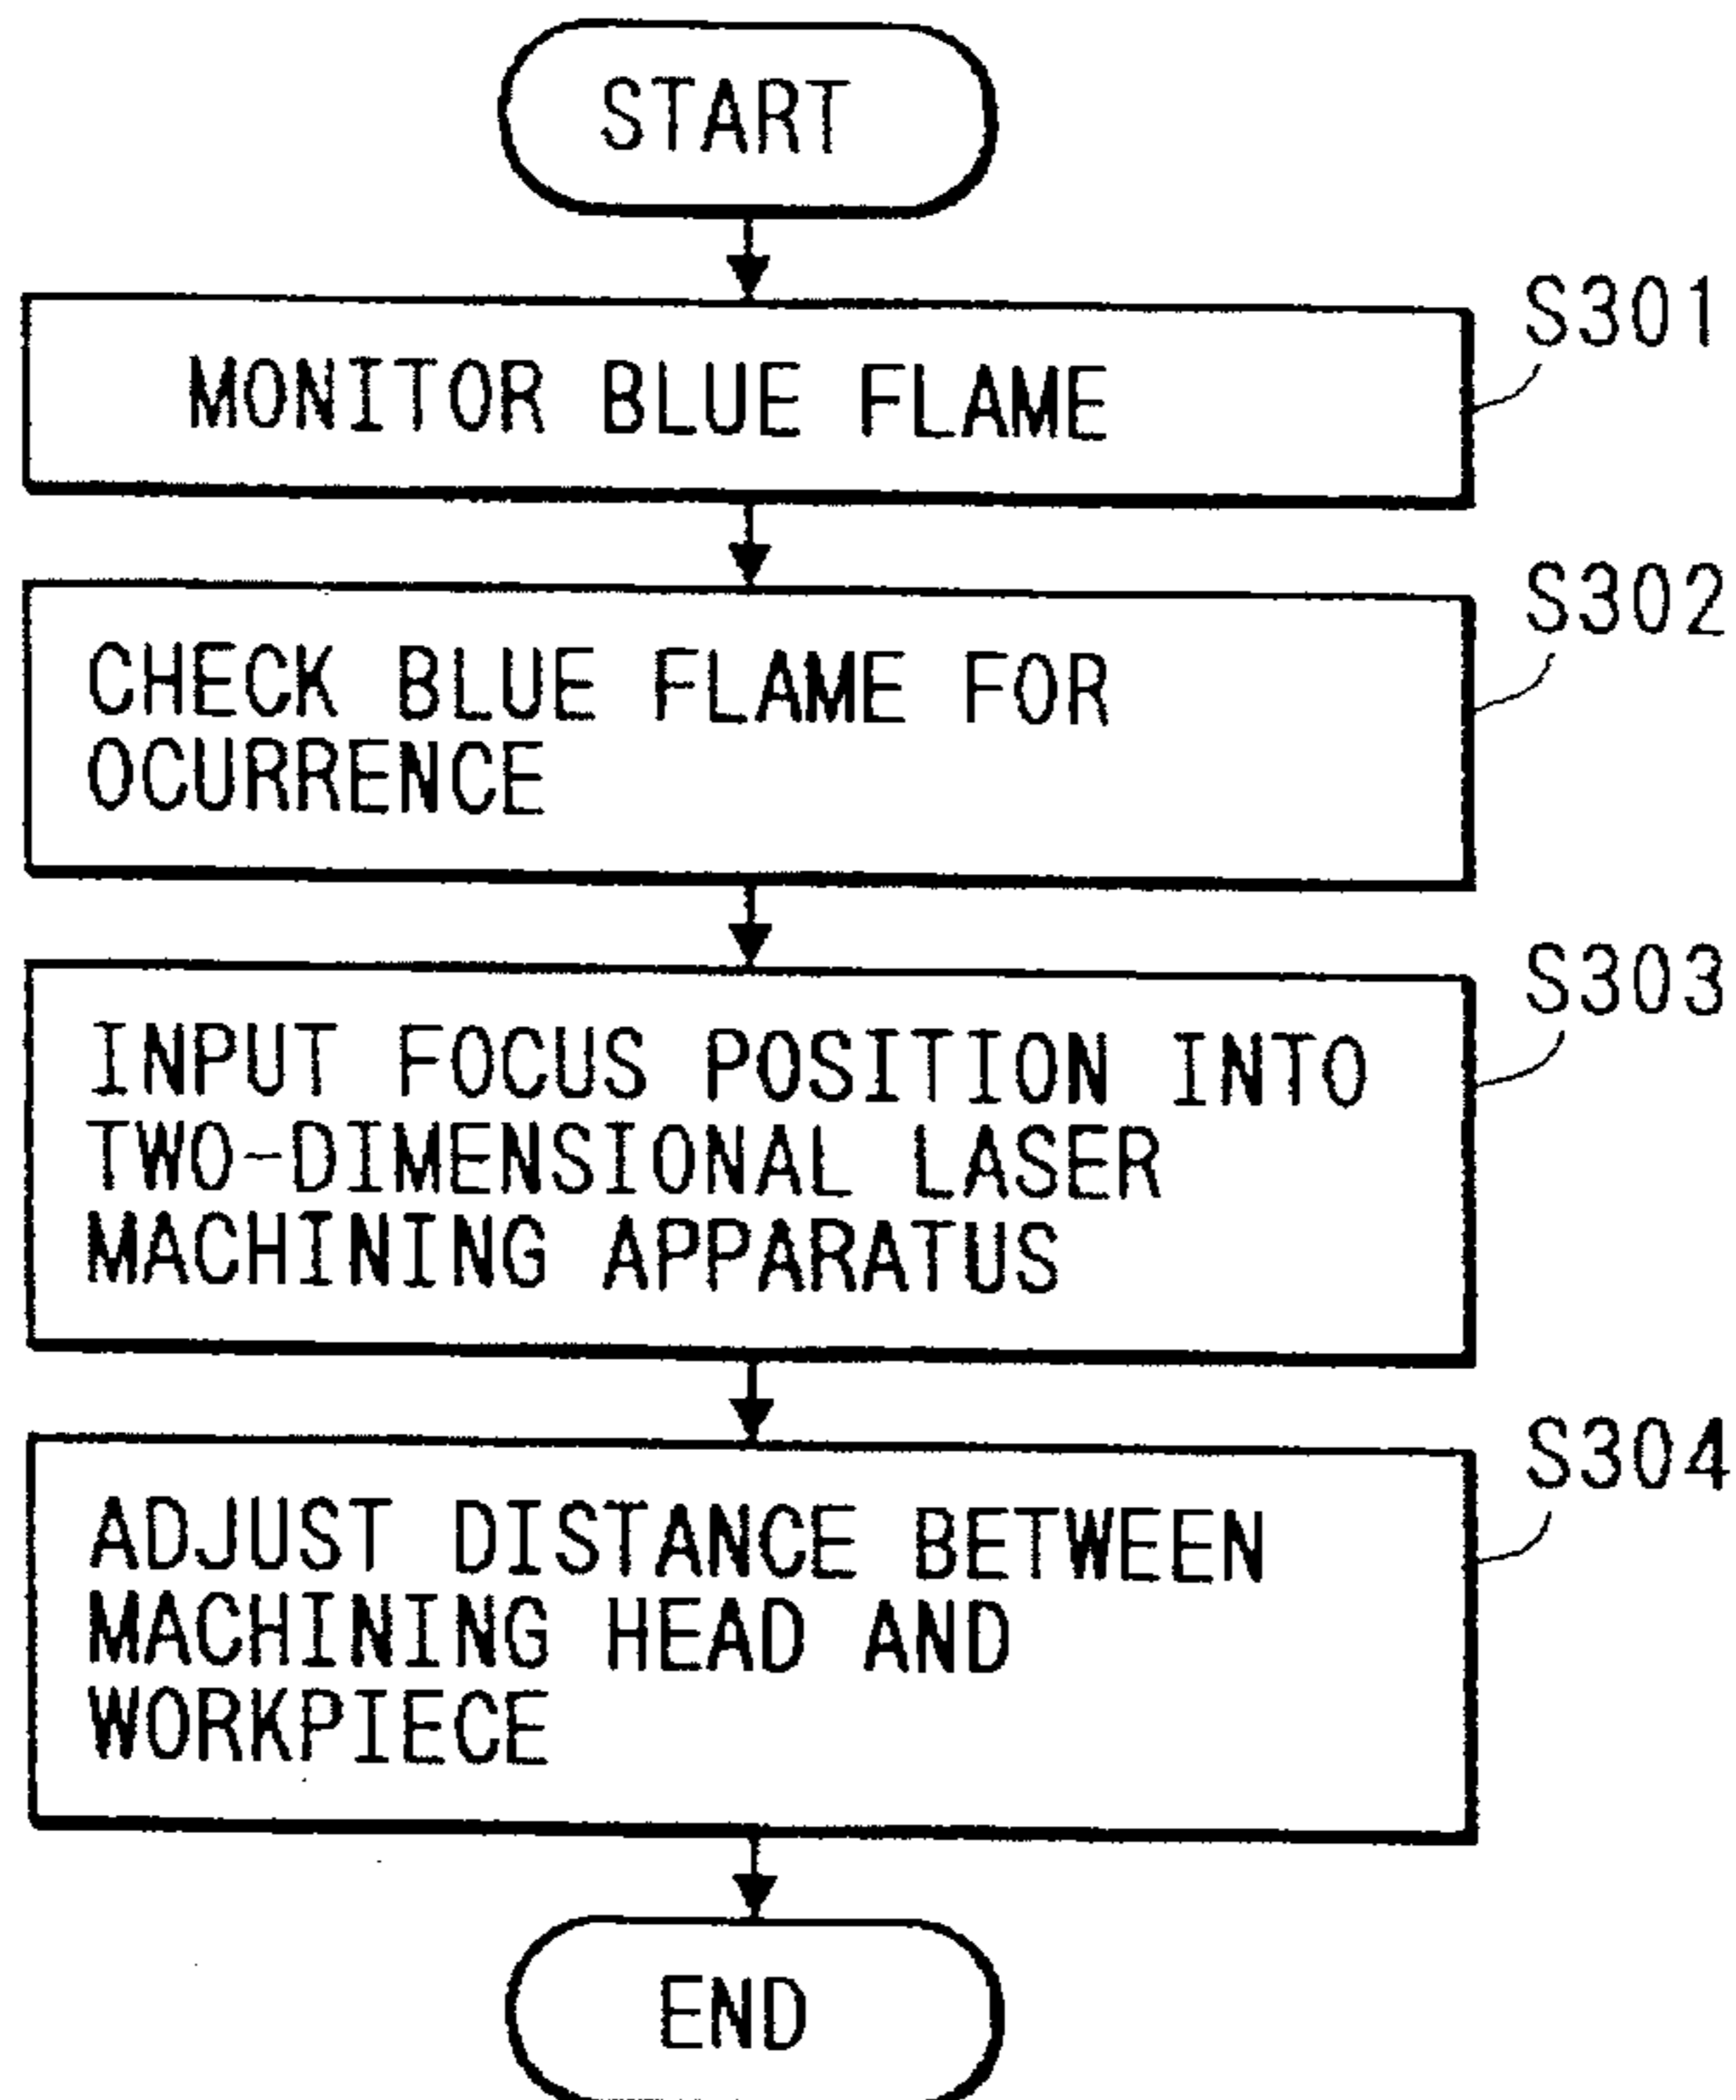 START
S301
MONITOR BLUE FLAME
S302
CHECK BLUE FLAME FOR
OCURRENCE
S303
INPUT FOCUS POSITION INTO
TWO-DIMENSIONAL LASER
MACHINING APPARATUS
S304
ADJUST DISTANCE BETWEEN
MACHINING HEAD AND
WORKPIECE
END